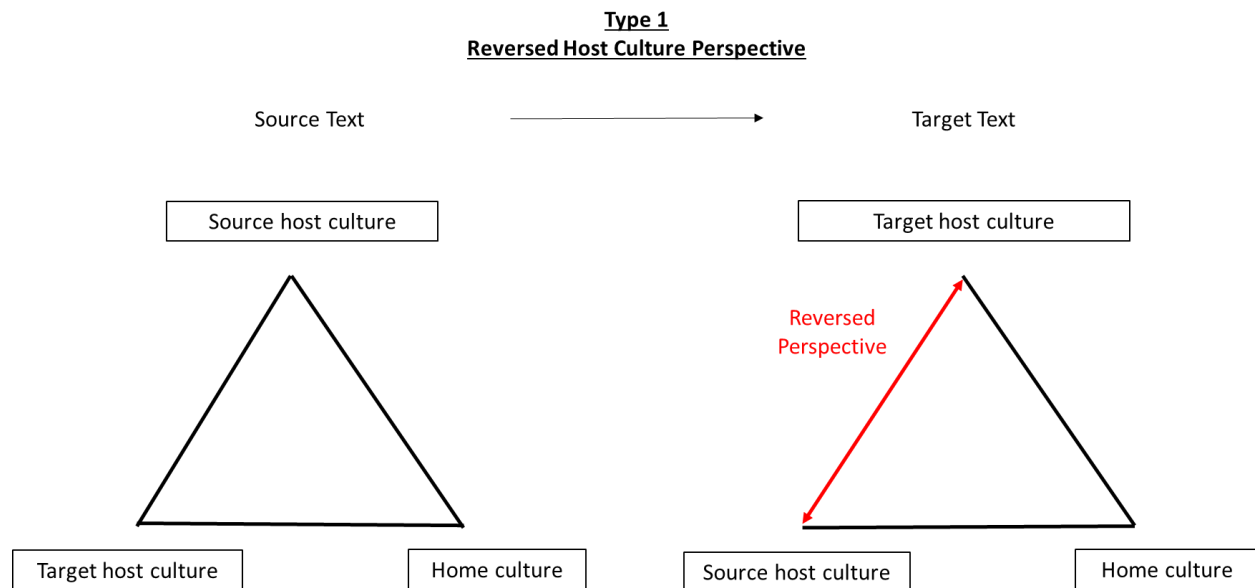 Type 1
Reversed Host Culture Perspective
Source Text
Target Text
Source host culture
Target host culture
Reversed
Perspective
Target host culture
Home culture
Source host culture
Home culture